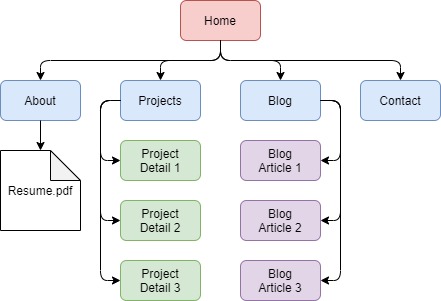 Home
About
Projects
Blog
Contact
Resume.pdf
Project
Detail 1
Blog
Article 1
Project
Detail 2
Blog
Article 2
Project
Detail 3
Blog
Article 3